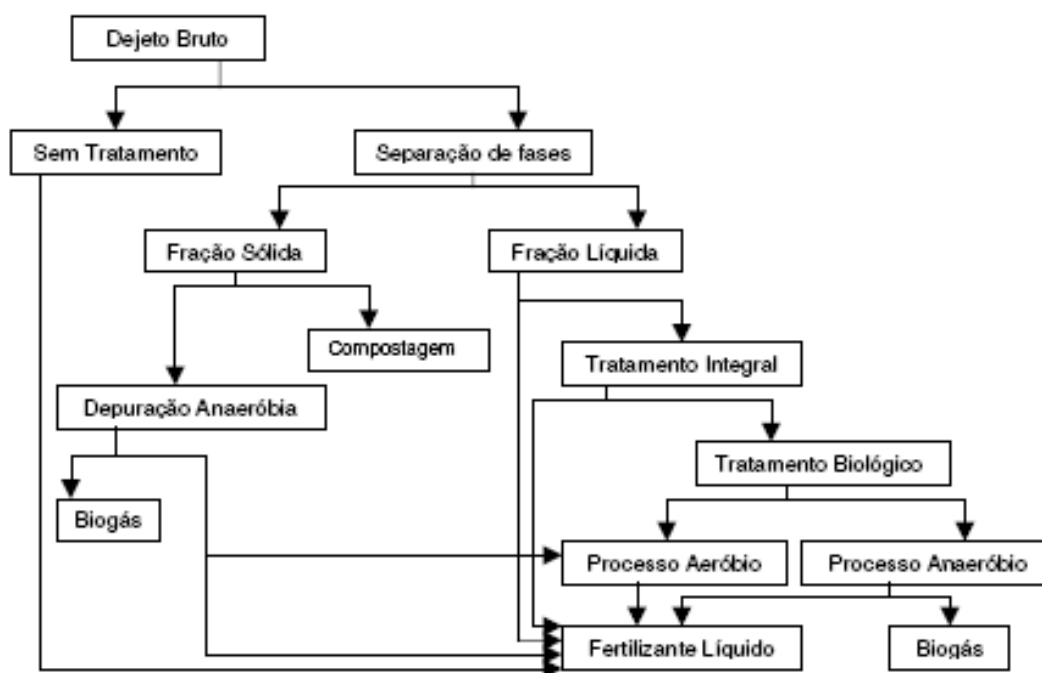 Dejeto Bruto
Sem Tratamento
Separação de fases
Fração Sólida
Fração Líquida
Compostagem
Tratamento Integral
Depuração Anaeróbia
Tratamento Biológico
Biogás
Processo Aeróbio
Processo Anaeróbio
Fertilizante Líquido
Biogás